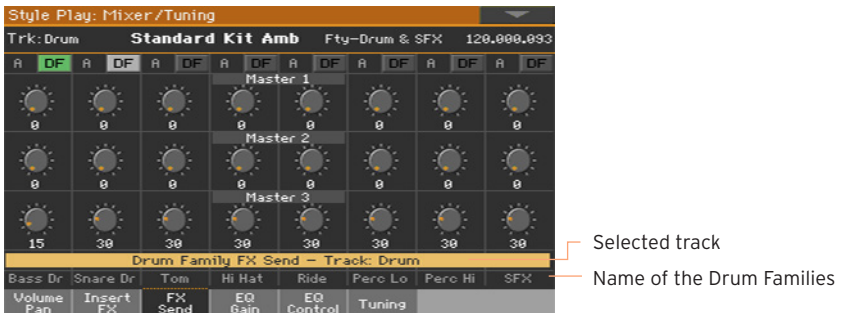 Style Play: Mixer/Tuning
Trk:Drum Standard Kit Amb Fty-Drum & SFX 120.000.093
A DF A DF A DF A DF A DF A DF A DF A DF
Master 1
0 0 0 0 0 0 0 0
Master 2
0 0 0 0 0 0 0 0
Master 3
15 30 30 30 30 30 30 30
Drum Family FX Send - Track: Drum
Selected track
Bass Dr Snare Dr Tom Hi Hat Ride Perc Lo Perc Hi SFX
Name of the Drum Families
Volume Pan Insert FX FX Send EQ Gain EQ Control Tuning